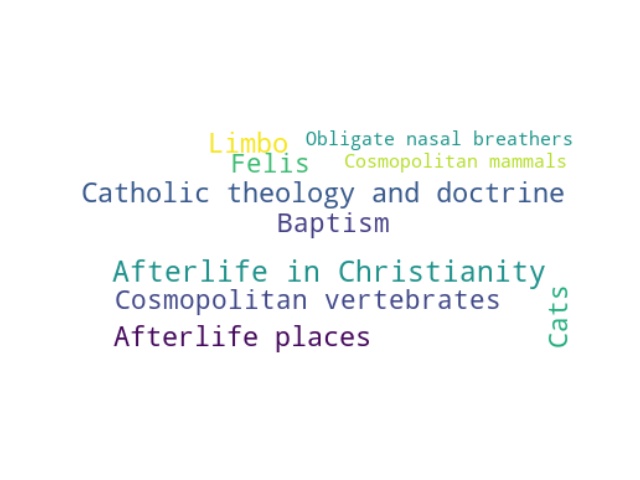 Limbo
Obligate nasal breathers
Felis
Cosmopolitan mammals
Catholic theology and doctrine
Baptism
Afterlife in Christianity
Cosmopolitan vertebrates
Cats
Afterlife places